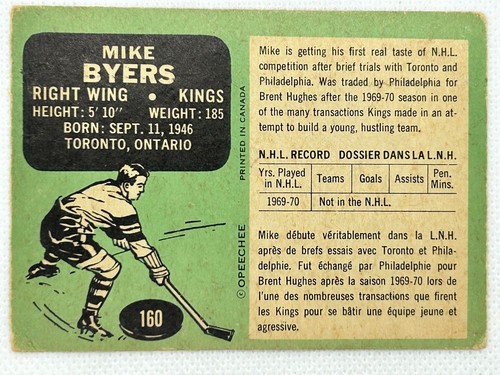 MIKE
BYERS
RIGHT WING • KINGS
HEIGHT: 5' 10" WEIGHT: 185
BORN: SEPT. 11, 1946
TORONTO, ONTARIO
160
© OPEECHEE
PRINTED IN CANADA
Mike is getting his first real taste of N.H.L.
competition after brief trials with Toronto and
Philadelphia. Was traded by Philadelphia for
Brent Hughes after the 1969-70 season in one
of the many transactions Kings made in an at-
tempt to build a young, hustling team.
N.H.L. RECORD DOSSIER DANS LA L.N.H.
Yrs. Played Teams Goals Assists Pen.
in N.H.L. Mins.
1969-70 Not in the N.H.L.
Mike débute véritablement dans la L.N.H
après de brefs essais avec Toronto et Phila-
delphie. Fut échangé par Philadelphie pour
Brent Hughes après la saison 1969-70 lors de
l'une des nombreuses transactions que firent
les Kings pour se bâtir une équipe jeune et
agressive.